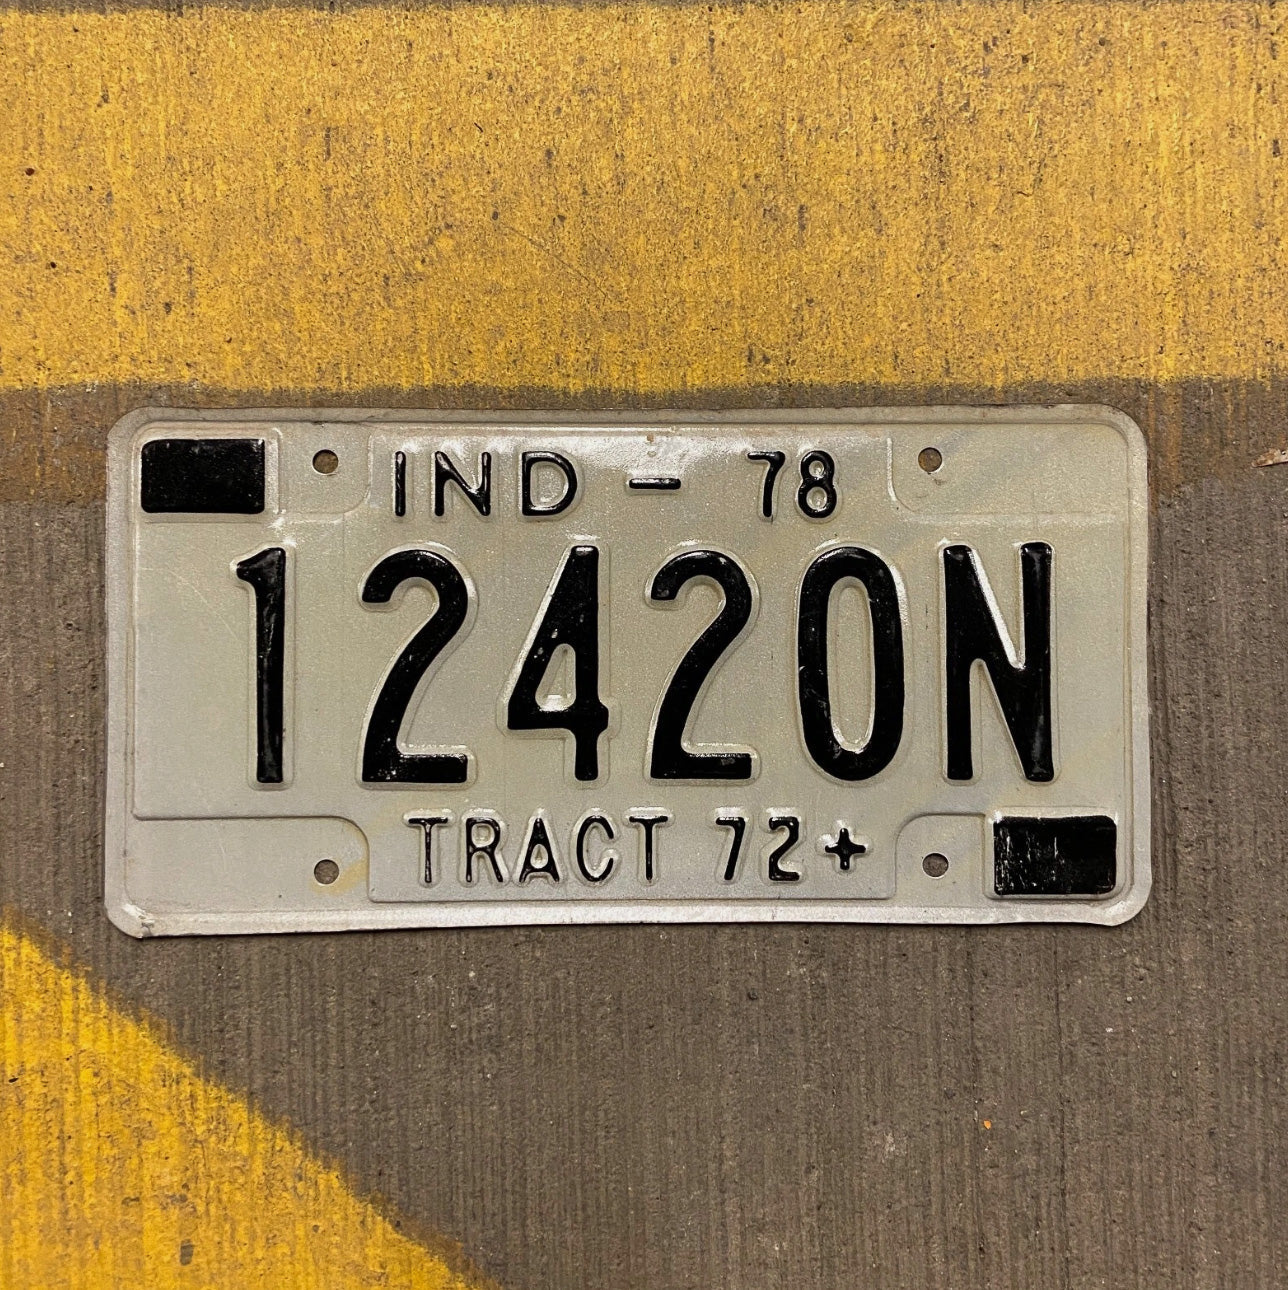 IND - 78
12420N
TRACT 72+